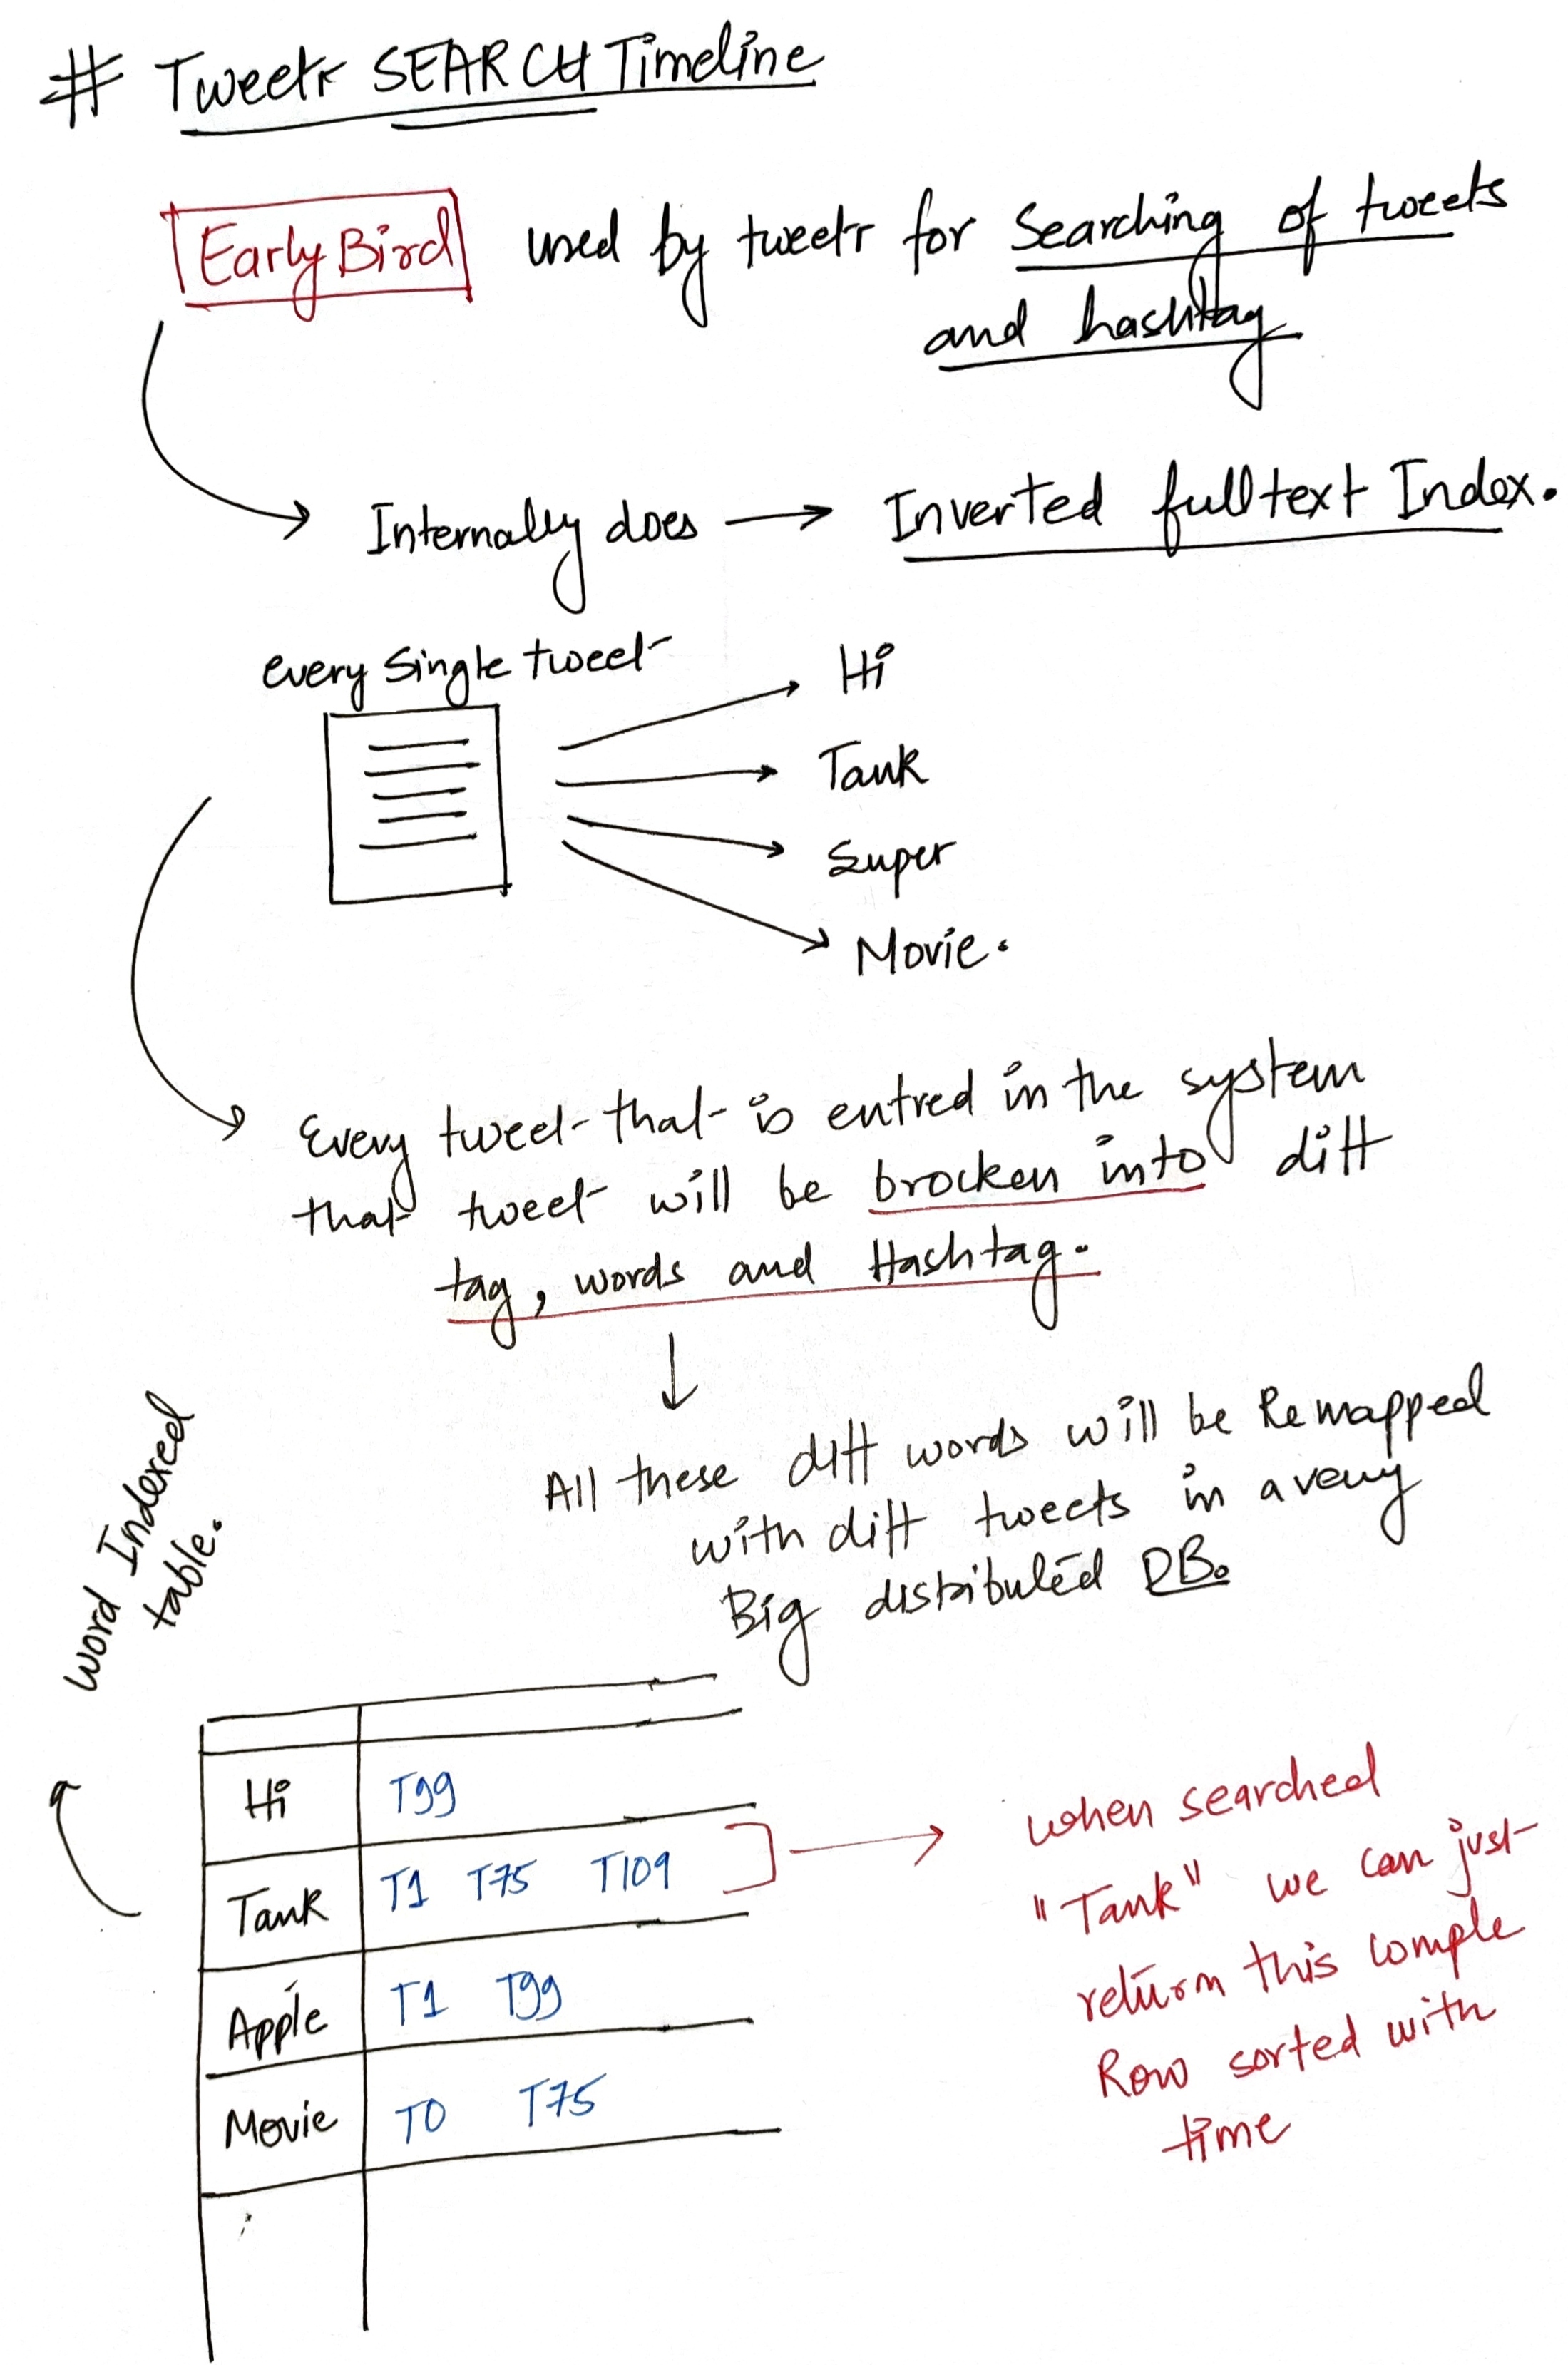 # Tweetr SEARCH Timeline
Early Bird used by tweetr for Searching of tweets
and hashtag
Internally does → Inverted fulltext Index.
every Single tweet
Hi
Tank
Super
Movie.
Every tweet that is entred in the system
that tweet will be brocken into diff
tag, words and Hashtag.
All these diff words will be Remapped
with diff tweets in a very
Big distributed DB.
word Indexed
table.
Hi T99
Tank T1 T75 T109
Apple T1 T99
Movie T0 T75
when searched
"Tank" we can just
return this comple
Row sorted with
time